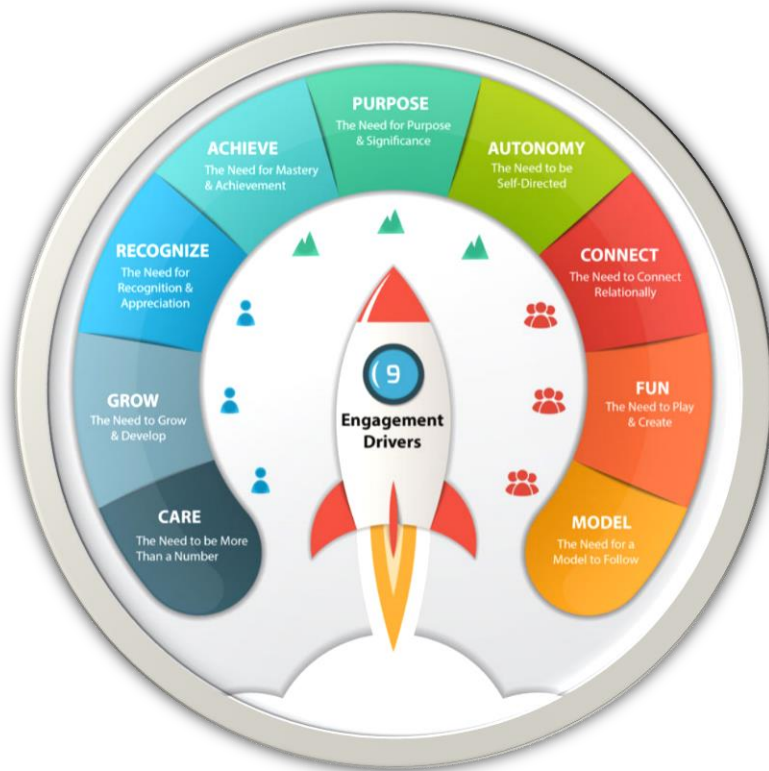 PURPOSE
The Need for Purpose
& Significance
ACHIEVE
The Need for Mastery
& Achievement
AUTONOMY
The Need to be
Self-Directed
RECOGNIZE
The Need for
Recognition &
Appreciation
CONNECT
The Need to Connect
Relationally
GROW
The Need to Grow
& Develop
FUN
The Need to Play
& Create
CARE
The Need to be More
Than a Number
MODEL
The Need for a
Model to Follow
9
Engagement
Drivers